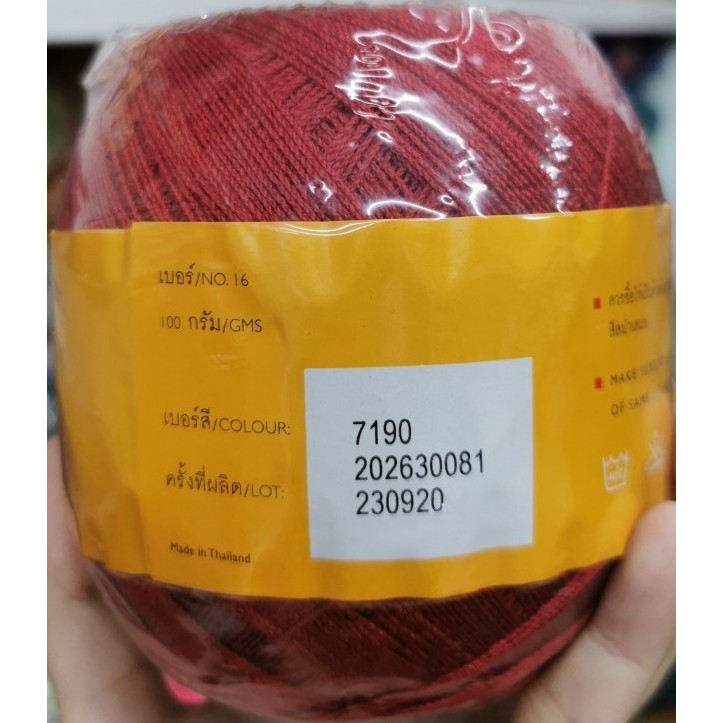 เบอร์/NO. 16
100 กรัม/GMS
เบอร์สี/COLOUR: 7190
202630081
ครั้งที่ผลิต/LOT: 230920
Made in Thailand
MAKE
OF SAME